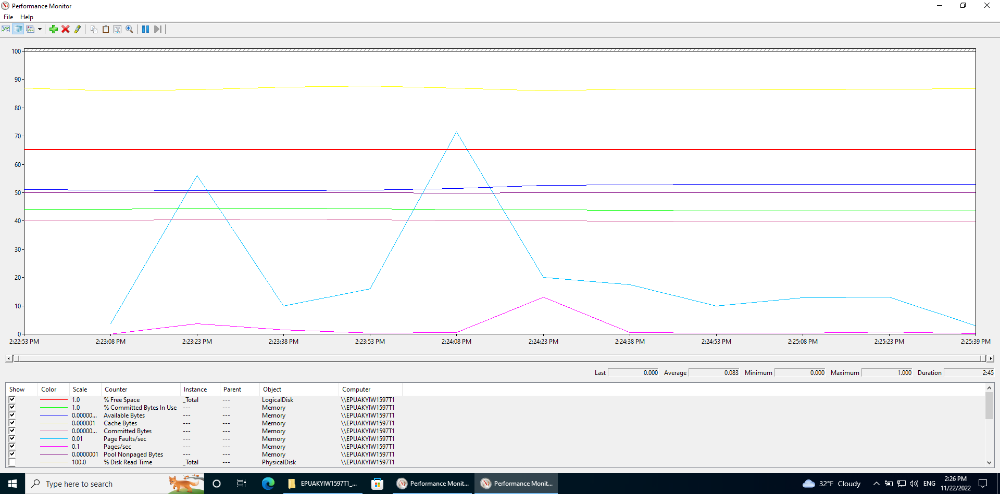 Performance Monitor
File Help
100
90
80
70
60
50
40
30
20
10
0
2:22:53 PM 2:23:08 PM 2:23:23 PM 2:23:38 PM 2:23:53 PM 2:24:08 PM 2:24:23 PM 2:24:38 PM 2:24:53 PM 2:25:08 PM 2:25:23 PM 2:25:39 PM
Last 0.000 Average 0.083 Minimum 0.000 Maximum 1.000 Duration 2:45
Show Color Scale Counter Instance Parent Object Computer
1.0 % Free Space _Total --- LogicalDisk \\EPUAKYIW1597T1
1.0 % Committed Bytes In Use --- --- Memory \\EPUAKYIW1597T1
0.00000... Available Bytes --- --- Memory \\EPUAKYIW1597T1
0.000001 Cache Bytes --- --- Memory \\EPUAKYIW1597T1
0.00000... Committed Bytes --- --- Memory \\EPUAKYIW1597T1
0.01 Page Faults/sec --- --- Memory \\EPUAKYIW1597T1
0.1 Pages/sec --- --- Memory \\EPUAKYIW1597T1
0.0000001 Pool Nonpaged Bytes --- --- Memory \\EPUAKYIW1597T1
100.0 % Disk Read Time _Total --- PhysicalDisk \\EPUAKYIW1597T1
Type here to search EPUAKYIW1597T1_... Performance Monit... Performance Monit... 32°F Cloudy ENG 2:26 PM
11/22/2022